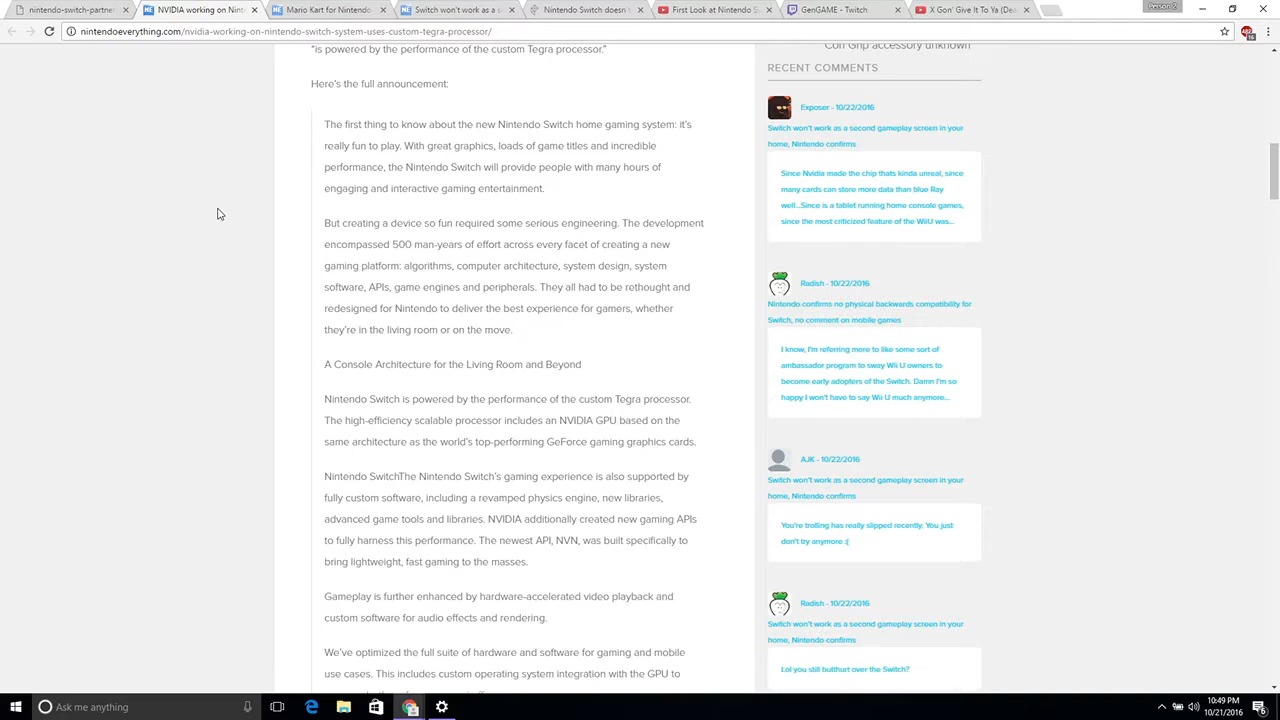 nintendo-switch-partner
NVIDIA working on Ninten
Mario Kart for Nintendo
Switch won't work as a s
Nintendo Switch doesn't
First Look at Nintendo S
GenGAME - Twitch
X Gon' Give It To Ya (Dea
Person 2
nintendoeverything.com/nvidia-working-on-nintendo-switch-system-uses-custom-tegra-processor/
"is powered by the performance of the custom Tegra processor."
Here's the full announcement:
The first thing to know about the new Nintendo Switch home gaming system: it's
really fun to play. With great graphics, loads of game titles and incredible
performance, the Nintendo Switch will provide people with many hours of
engaging and interactive gaming entertainment.
But creating a device so fun required some serious engineering. The development
encompassed 500 man-years of effort across every facet of creating a new
gaming platform: algorithms, computer architecture, system design, system
software, APIs, game engines and peripherals. They all had to be rethought and
redesigned for Nintendo to deliver the best experience for gamers, whether
they're in the living room or on the move.
A Console Architecture for the Living Room and Beyond
Nintendo Switch is powered by the performance of the custom Tegra processor.
The high-efficiency scalable processor includes an NVIDIA GPU based on the
same architecture as the world's top-performing GeForce gaming graphics cards.
Nintendo SwitchThe Nintendo Switch's gaming experience is also supported by
fully custom software, including a revamped physics engine, new libraries,
advanced game tools and libraries. NVIDIA additionally created new gaming APIs
to fully harness this performance. The newest API, NVN, was built specifically to
bring lightweight, fast gaming to the masses.
Gameplay is further enhanced by hardware-accelerated video playback and
custom software for audio effects and rendering.
We've optimized the full suite of hardware and software for gaming and mobile
use cases. This includes custom operating system integration with the GPU to
Con Grip accessory unknown
RECENT COMMENTS
Exposer - 10/22/2016
Switch won't work as a second gameplay screen in your
home, Nintendo confirms
Since Nvidia made the chip thats kinda unreal, since
many cards can store more data than blue Ray
well...Since is a tablet running home console games,
since the most criticized feature of the WiiU was...
Radish - 10/22/2016
Nintendo confirms no physical backwards compatibility for
Switch, no comment on mobile games
I know, I'm referring more to like some sort of
ambassador program to sway Wii U owners to
become early adopters of the Switch. Damn I'm so
happy I won't have to say Wii U much anymore...
AJK - 10/22/2016
Switch won't work as a second gameplay screen in your
home, Nintendo confirms
You're trolling has really slipped recently. You just
don't try anymore :(
Radish - 10/22/2016
Switch won't work as a second gameplay screen in your
home, Nintendo confirms
Lol you still butthurt over the Switch?
Ask me anything
10:49 PM
10/21/2016